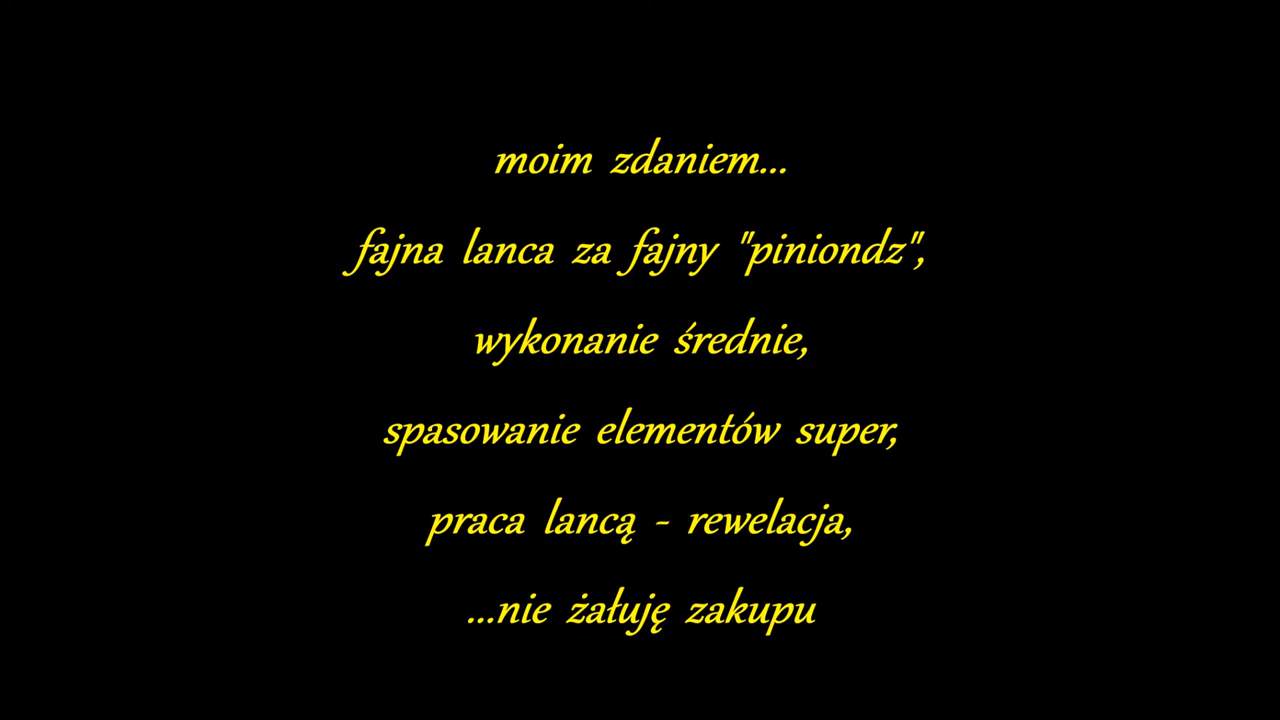 moim zdaniem...
fajna lanca za fajny "piniondz",
wykonanie średnie,
spasowanie elementów super,
praca lancą - rewelacja,
...nie żałuję zakupu